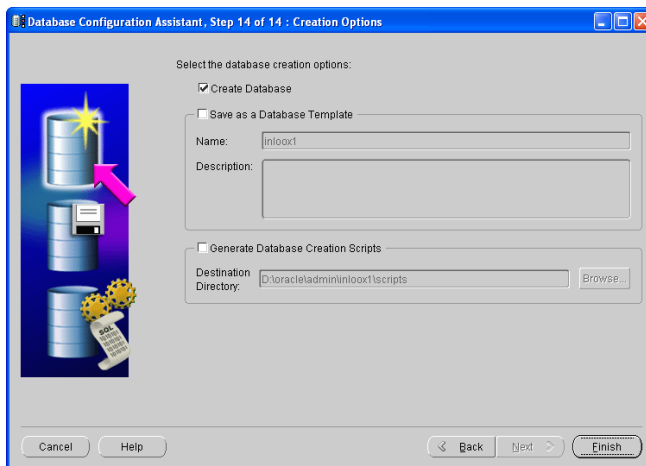 Database Configuration Assistant, Step 14 of 14 : Creation Options
Select the database creation options:
Create Database
Save as a Database Template
Name:
inloox1
Description:
Generate Database Creation Scripts
Destination
Directory:
D:\oracle\admin\inloox1\scripts
Browse...
SQL
Cancel
Help
Back
Next
Finish